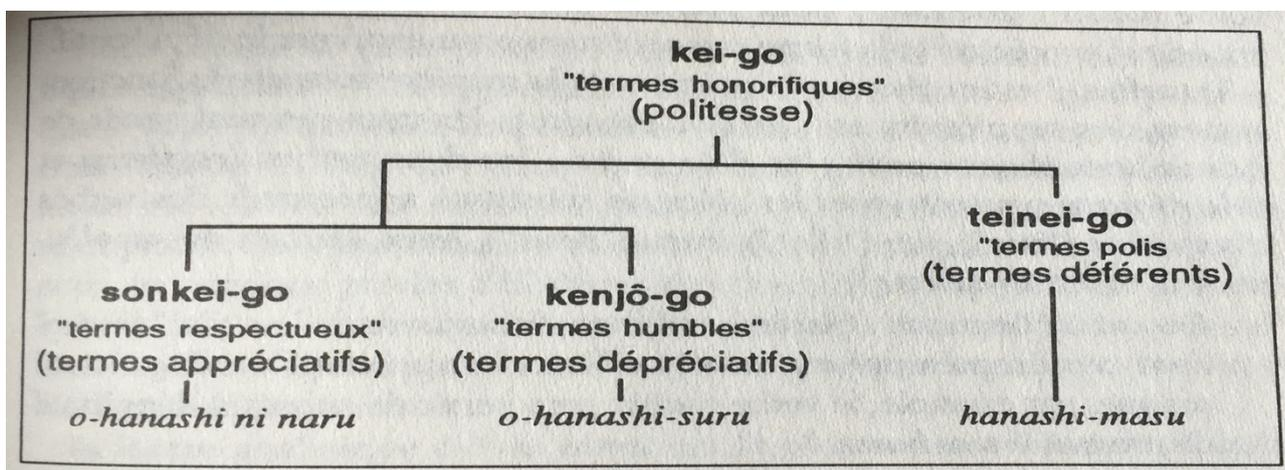 kei-go
"termes honorifiques"
(politesse)
teinei-go
"termes polis
(termes déférents)
sonkei-go
"termes respectueux"
(termes appréciatifs)
kenjô-go
"termes humbles"
(termes dépréciatifs)
o-hanashi ni naru
o-hanashi-suru
hanashi-masu